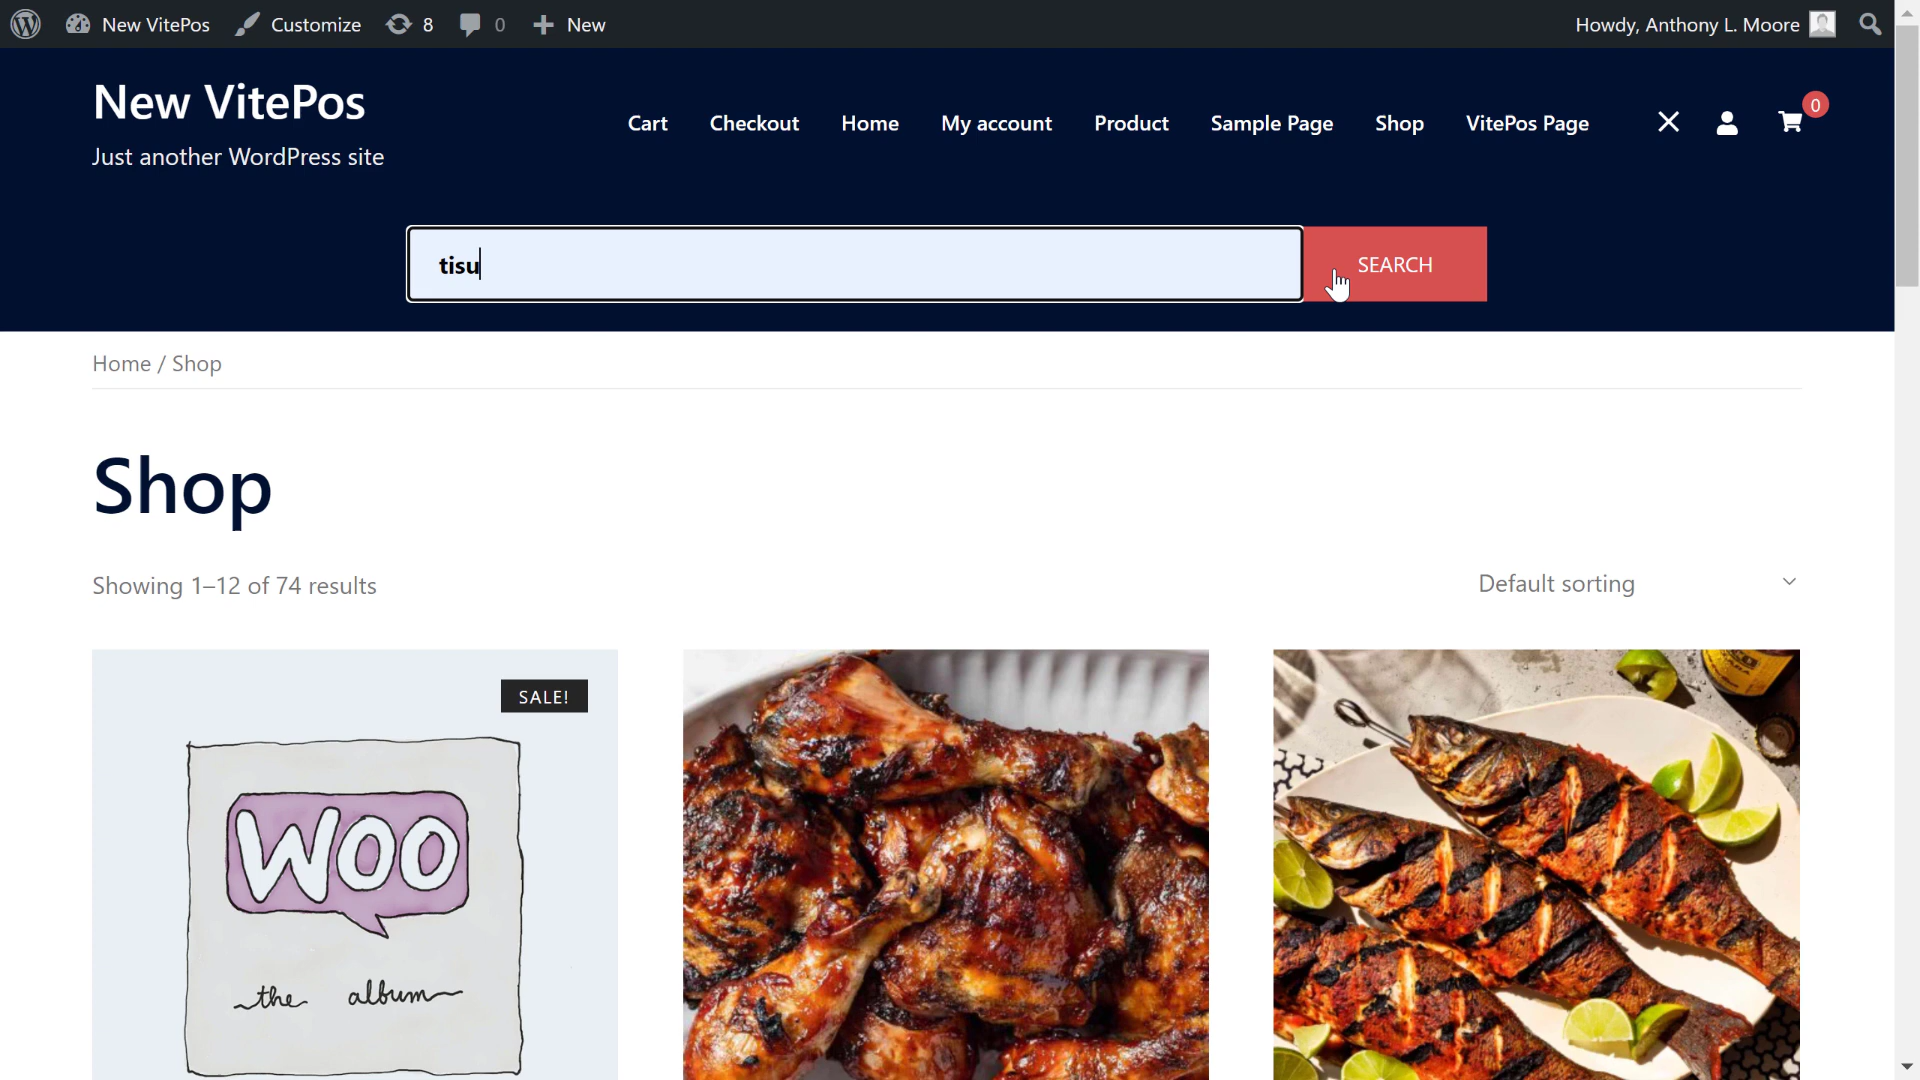 New VitePos Customize 8 0 New Howdy, Anthony L. Moore
New VitePos
Just another WordPress site
Cart Checkout Home My account Product Sample Page Shop VitePos Page 0
tisu SEARCH
Home / Shop
Shop
Showing 1–12 of 74 results Default sorting
SALE!
WOO
the album